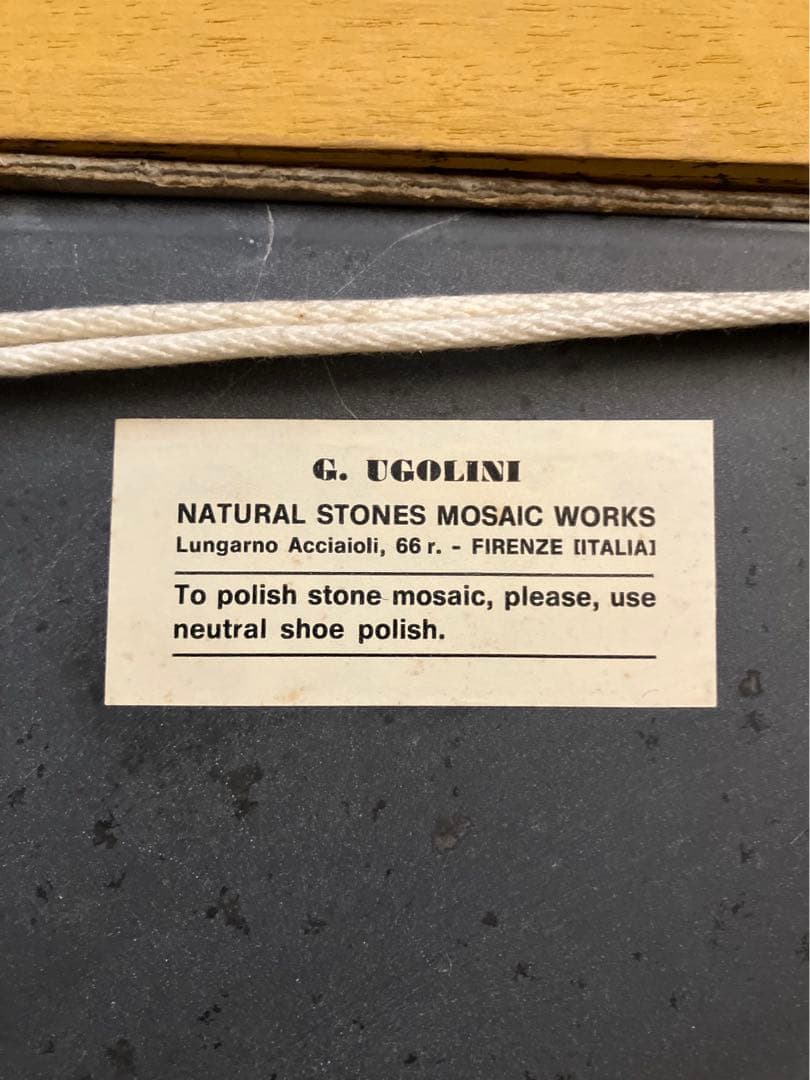 G. UGOLINI
NATURAL STONES MOSAIC WORKS
Lungarno Acciaioli, 66 r. - FIRENZE [ITALIA]
To polish stone mosaic, please, use
neutral shoe polish.